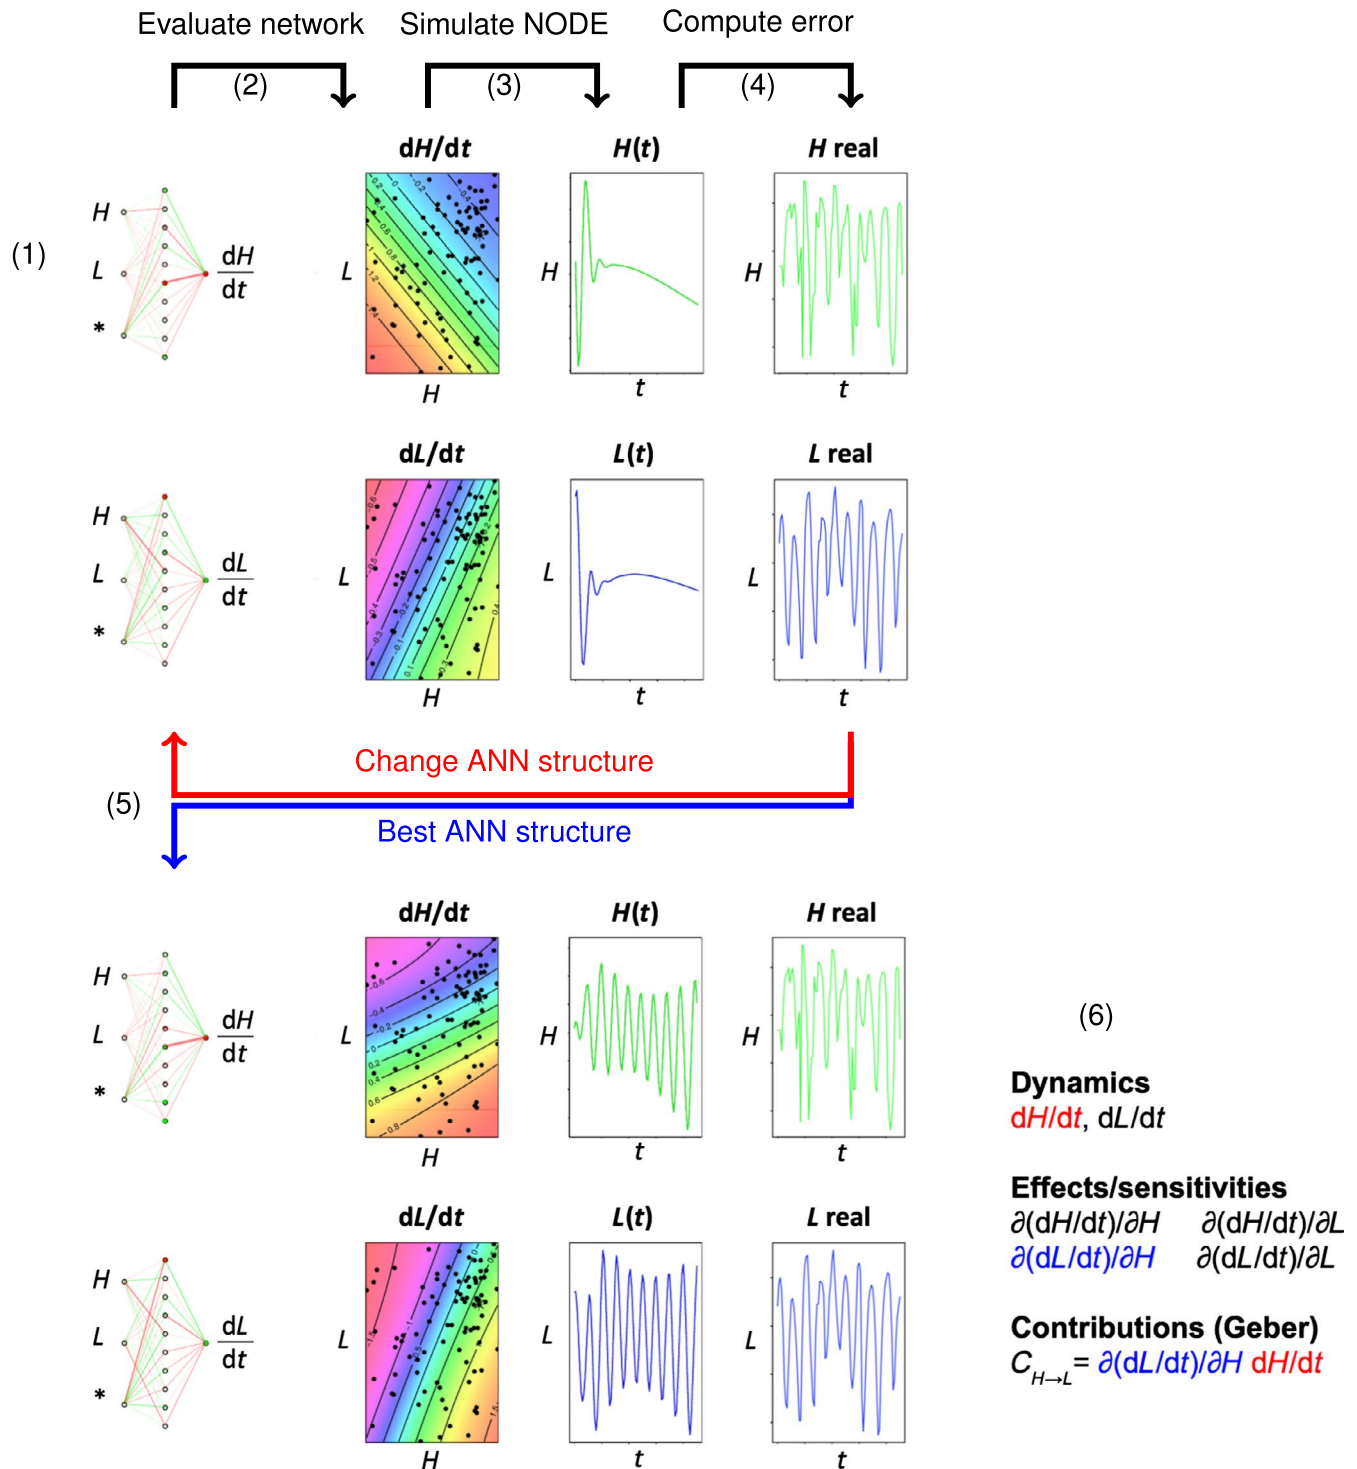 Evaluate network
Simulate NODE
Compute error
(2)
(3)
(4)
dH/dt
H(t)
H real
(1)
H
L
*
dH
dt
L
H
H
t
H
t
dL/dt
L(t)
L real
H
L
*
dL
dt
L
H
L
t
L
t
Change ANN structure
(5)
Best ANN structure
dH/dt
H(t)
H real
H
L
*
dH
dt
L
H
H
t
H
t
dL/dt
L(t)
L real
H
L
*
dL
dt
L
H
L
t
L
t
(6)
Dynamics
dH/dt, dL/dt
Effects/sensitivities
∂(dH/dt)/∂H ∂(dH/dt)/∂L
∂(dL/dt)/∂H ∂(dL/dt)/∂L
Contributions (Geber)
C H→L = ∂(dL/dt)/∂H dH/dt